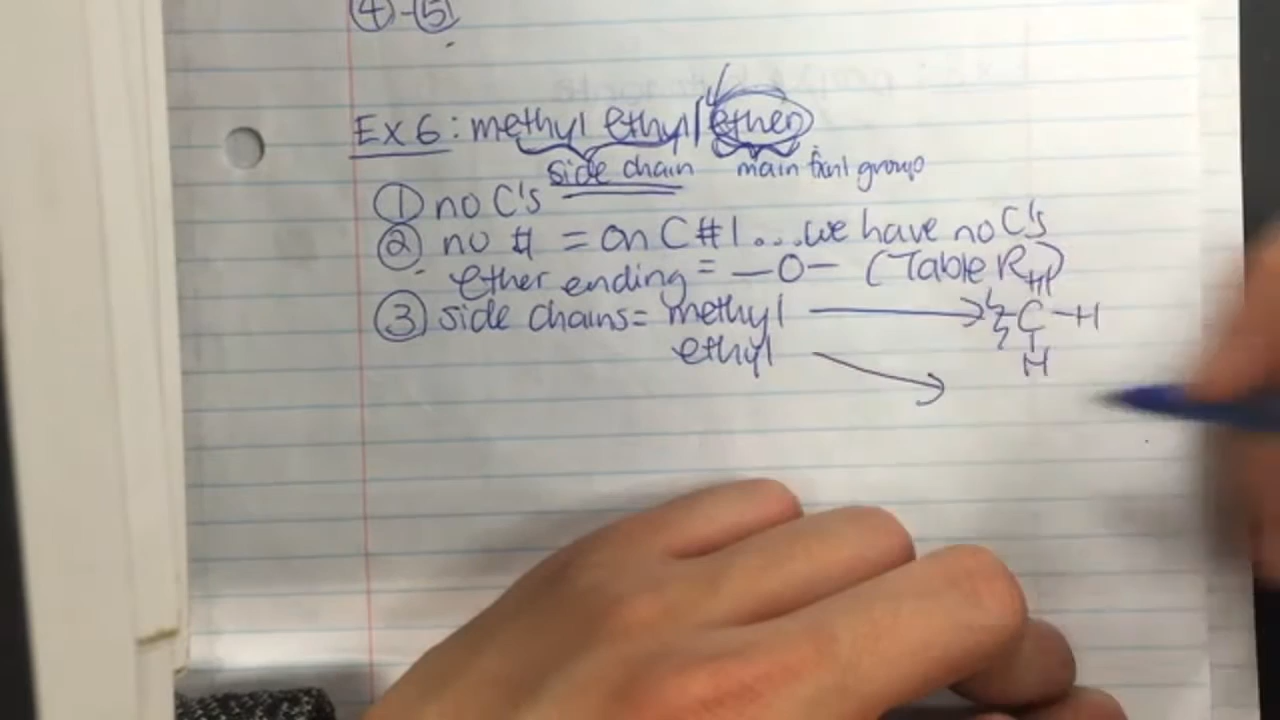 ④-⑤
Ex 6: methyl ethyl ether
side chain main funl group
① no C's
② no # = on C#1...we have no C's
ether ending = —O— (Table R H)
③ side chains= methyl → C—H
H
ethyl →